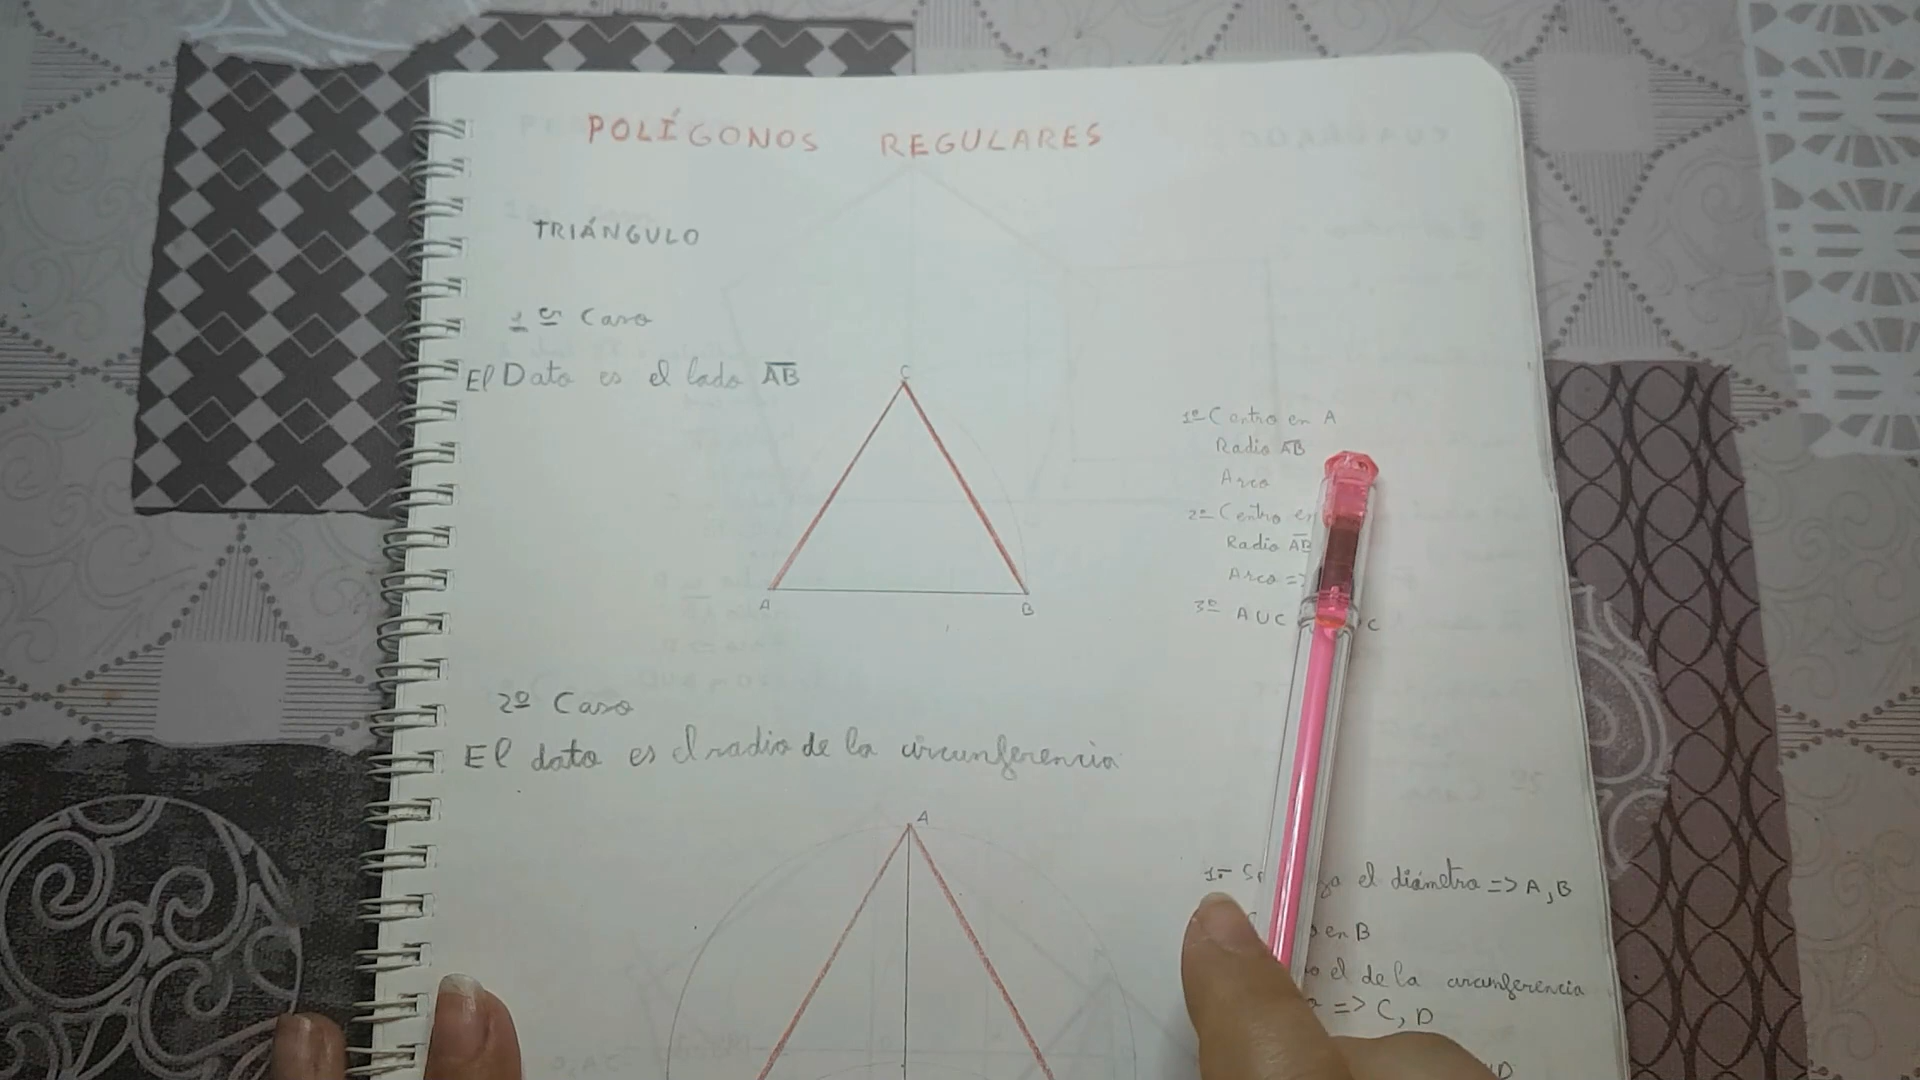 POLÍGONOS REGULARES
TRIÁNGULO
1er Caso
El Dato es el lado AB
C
A
B
1º Centro en A
Radio AB
Arco
2º Centro en
Radio AB
Arco =>
3º AUC C
2º Caso
El dato es el radio de la circunferencia
A
1º el diámetro => A, B
en B
el de la circunferencia
=> C, D